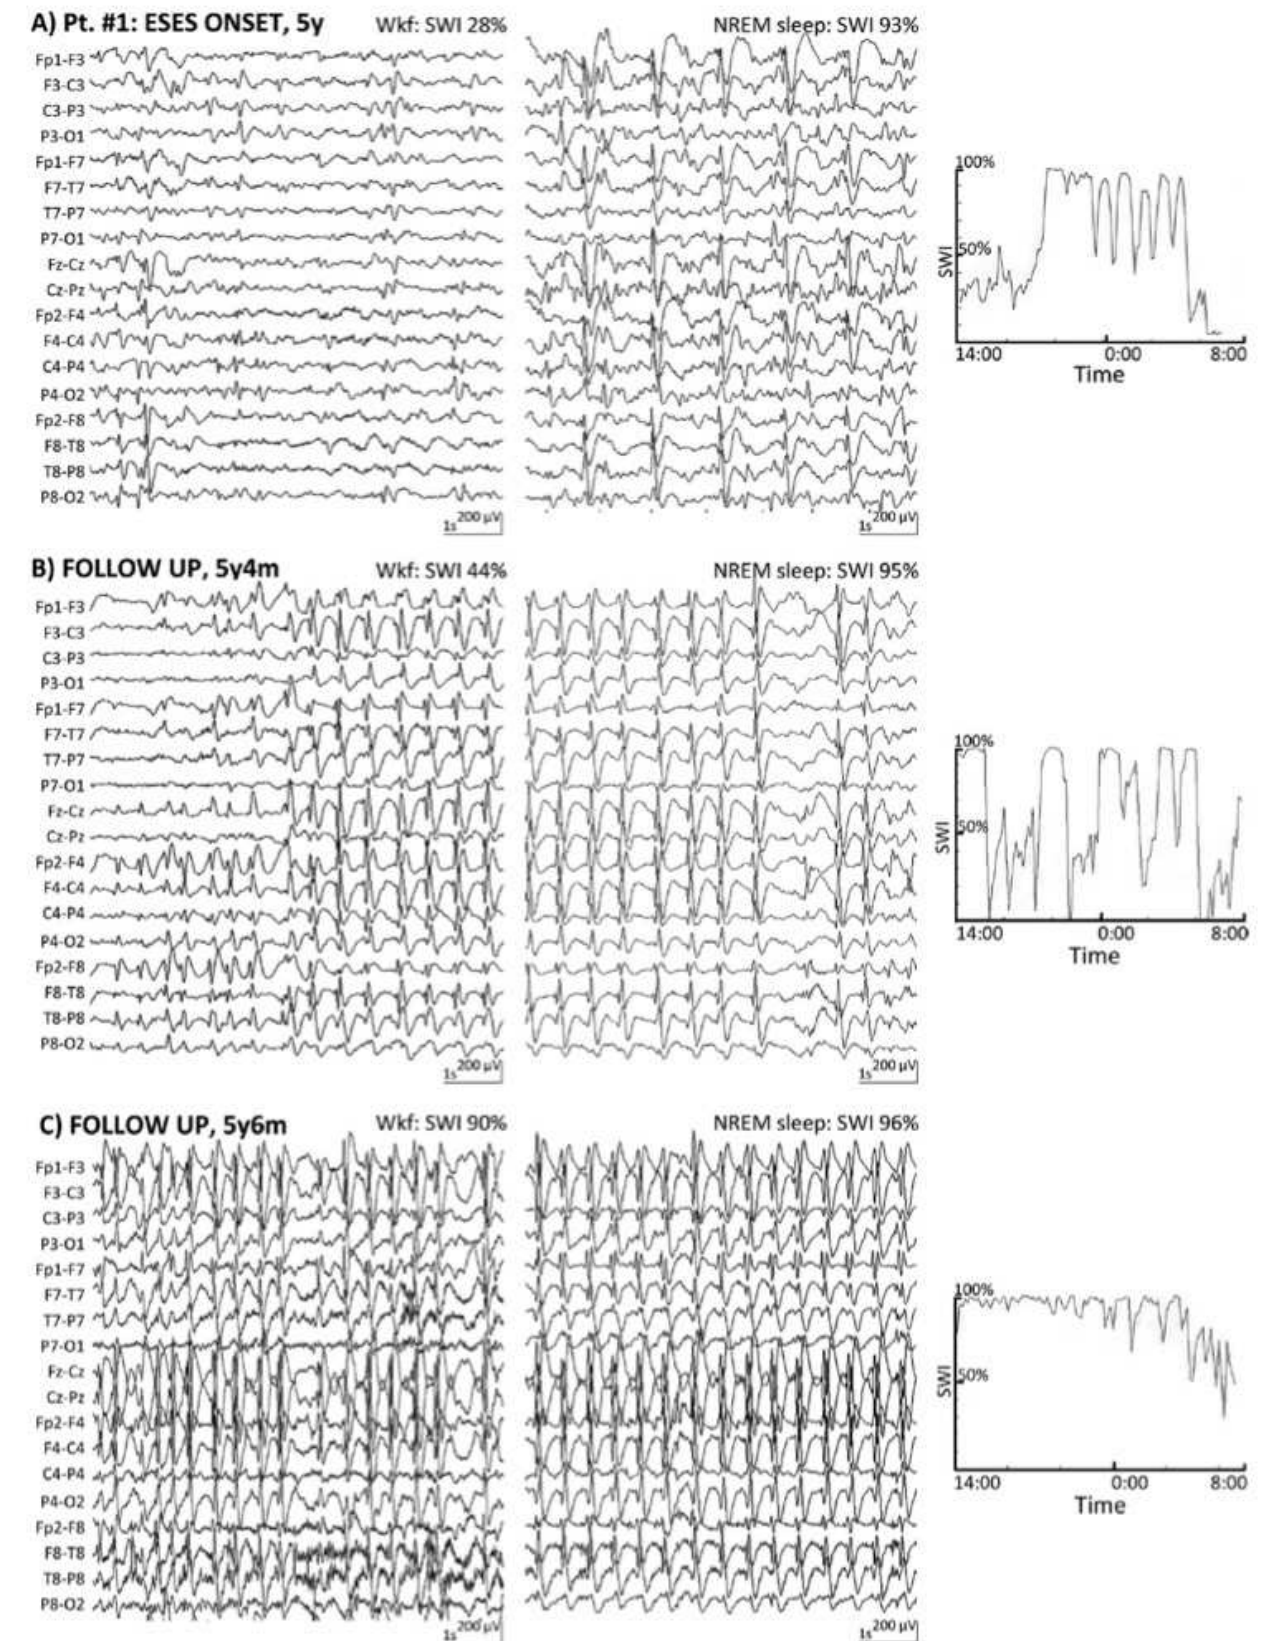 A) Pt. #1: ESES ONSET, 5y Wkf: SWI 28% NREM sleep: SWI 93%
Fp1-F3
F3-C3
C3-P3
P3-O1
Fp1-F7
F7-T7
T7-P7
P7-O1
Fz-Cz
Cz-Pz
Fp2-F4
F4-C4
C4-P4
P4-O2
Fp2-F8
F8-T8
T8-P8
P8-O2
1s 200 µV 1s 200 µV
100%
50%
SWI
14:00 0:00 8:00
Time
B) FOLLOW UP, 5y4m Wkf: SWI 44% NREM sleep: SWI 95%
Fp1-F3
F3-C3
C3-P3
P3-O1
Fp1-F7
F7-T7
T7-P7
P7-O1
Fz-Cz
Cz-Pz
Fp2-F4
F4-C4
C4-P4
P4-O2
Fp2-F8
F8-T8
T8-P8
P8-O2
1s 200 µV 1s 200 µV
100%
50%
SWI
14:00 0:00 8:00
Time
C) FOLLOW UP, 5y6m Wkf: SWI 90% NREM sleep: SWI 96%
Fp1-F3
F3-C3
C3-P3
P3-O1
Fp1-F7
F7-T7
T7-P7
P7-O1
Fz-Cz
Cz-Pz
Fp2-F4
F4-C4
C4-P4
P4-O2
Fp2-F8
F8-T8
T8-P8
P8-O2
1s 200 µV 1s 200 µV
100%
50%
SWI
14:00 0:00 8:00
Time